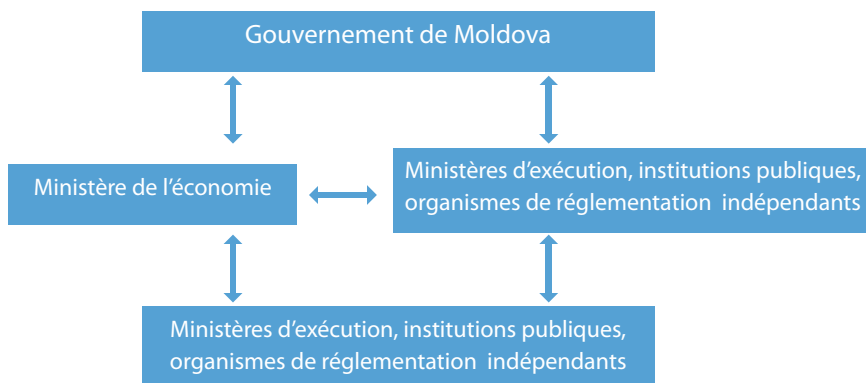 Gouvernement de Moldova
Ministère de l'économie
Ministères d'exécution, institutions publiques,
organismes de réglementation indépendants
Ministères d'exécution, institutions publiques,
organismes de réglementation indépendants